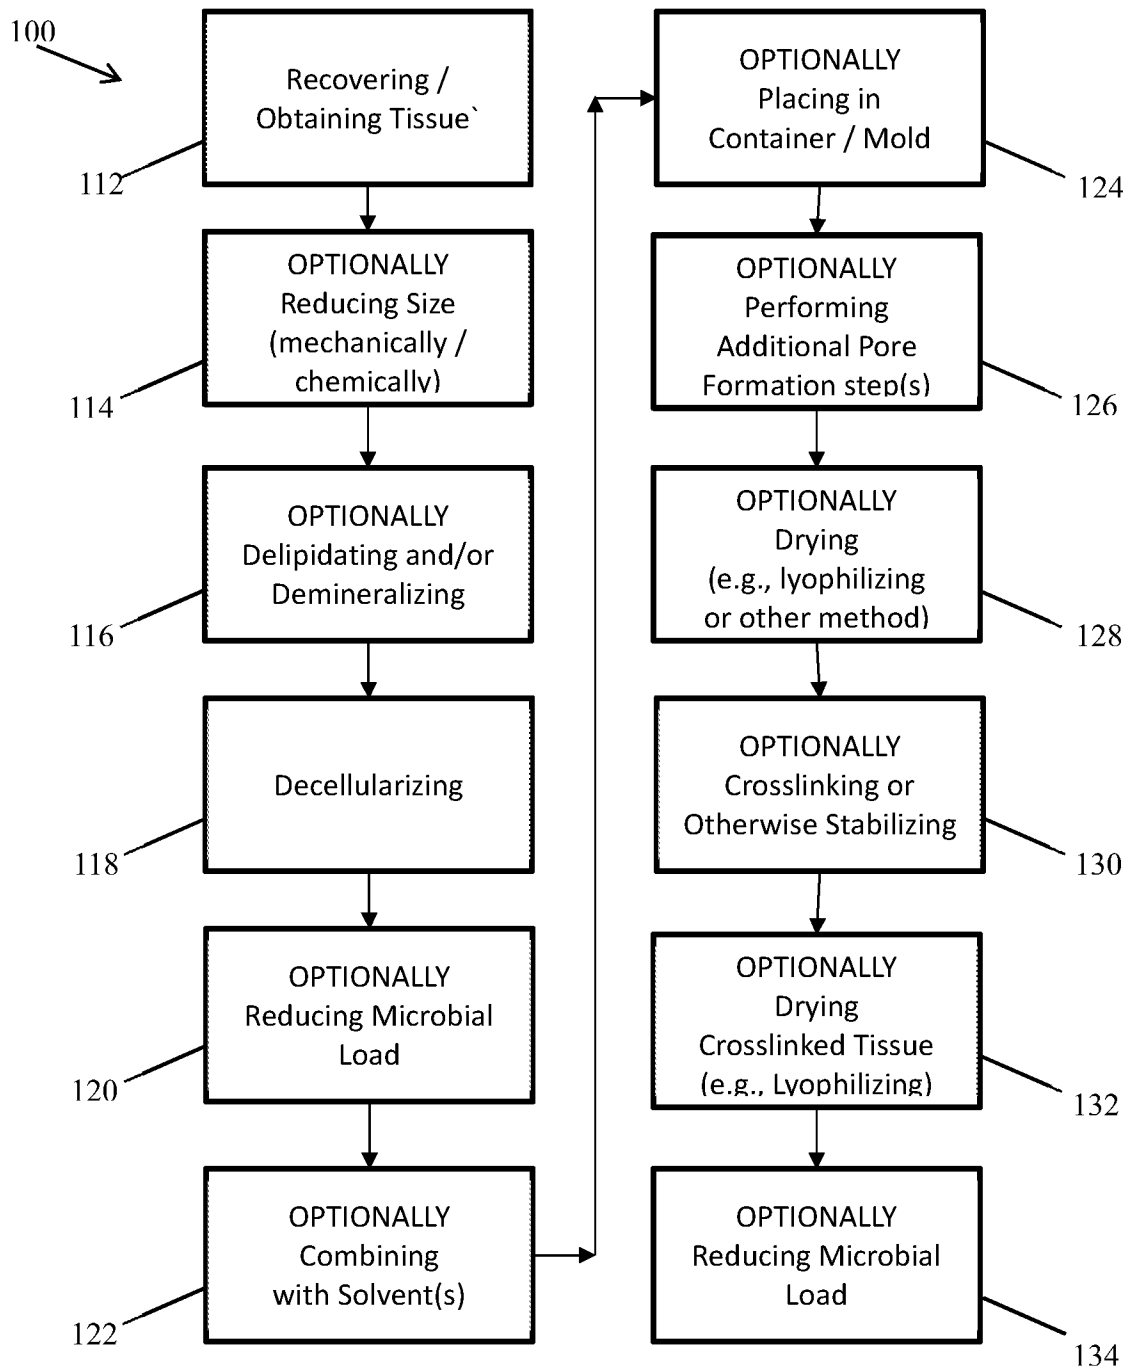 100
Recovering /
Obtaining Tissue`
112
OPTIONALLY
Reducing Size
(mechanically /
chemically)
114
OPTIONALLY
Delipidating and/or
Demineralizing
116
Decellularizing
118
OPTIONALLY
Reducing Microbial
Load
120
OPTIONALLY
Combining
with Solvent(s)
122
OPTIONALLY
Placing in
Container / Mold
124
OPTIONALLY
Performing
Additional Pore
Formation step(s)
126
OPTIONALLY
Drying
(e.g., lyophilizing
or other method)
128
OPTIONALLY
Crosslinking or
Otherwise Stabilizing
130
OPTIONALLY
Drying
Crosslinked Tissue
(e.g., Lyophilizing)
132
OPTIONALLY
Reducing Microbial
Load
134